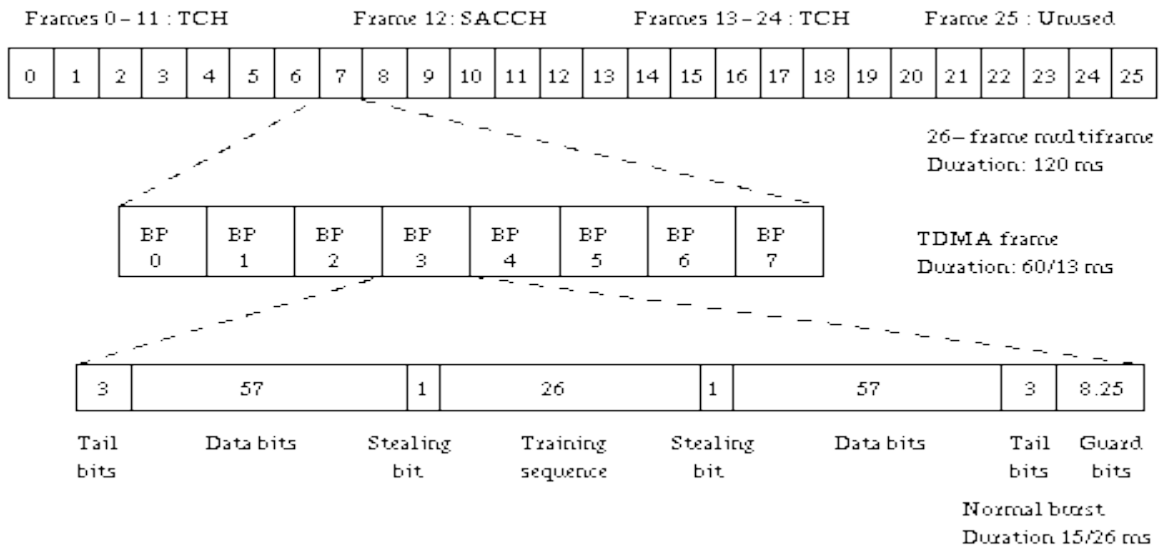 Frames 0-11 : TCH Frame 12: SACCH Frames 13-24 : TCH Frame 25 : Unused
0 1 2 3 4 5 6 7 8 9 10 11 12 13 14 15 16 17 18 19 20 21 22 23 24 25
26-frame multiframe
Duration: 120 ms
BP BP BP BP BP BP BP BP
0 1 2 3 4 5 6 7
TDMA frame
Duration: 60/13 ms
3 57 1 26 1 57 3 8.25
Tail Data bits Stealing Training Stealing Data bits Tail Guard
bits bit sequence bit bits bits
Normal burst
Duration 15/26 ms